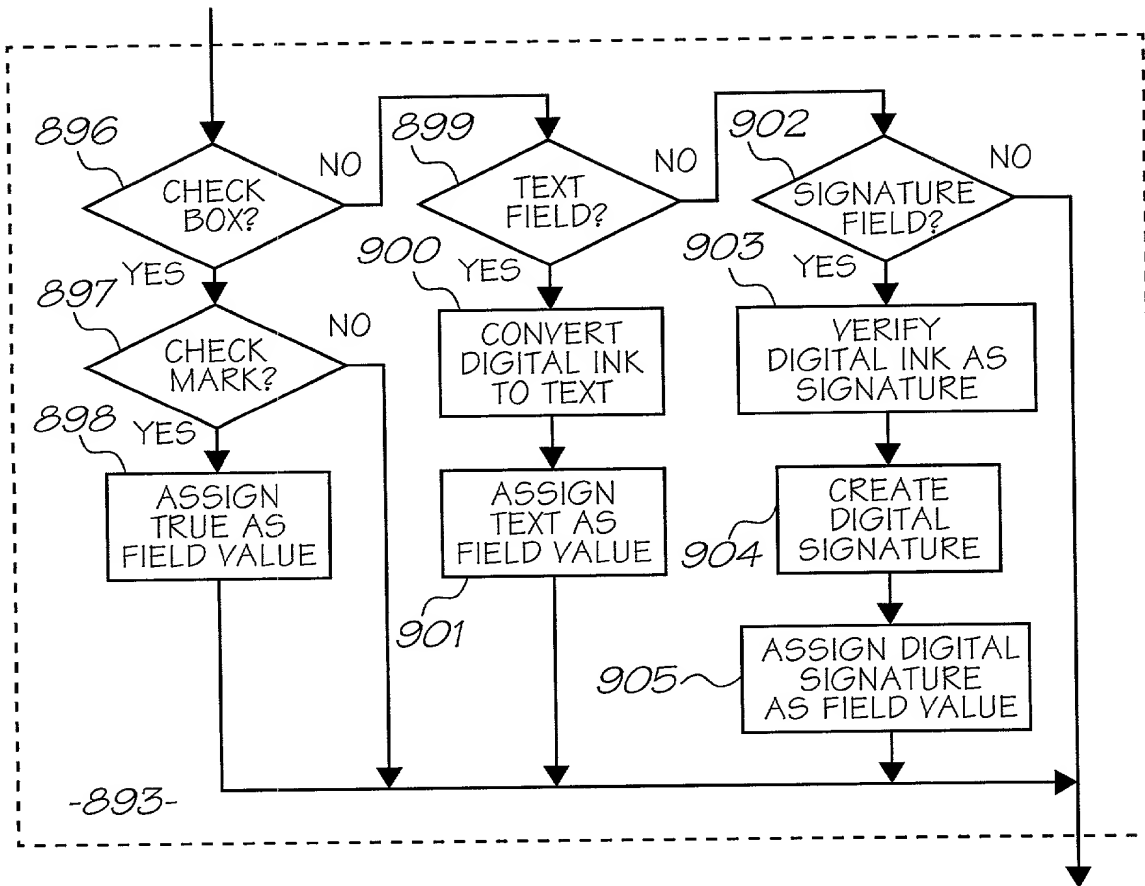 896
CHECK
BOX?
NO
YES
897
CHECK
MARK?
NO
YES
898
ASSIGN
TRUE AS
FIELD VALUE
899
TEXT
FIELD?
NO
YES
900
CONVERT
DIGITAL INK
TO TEXT
ASSIGN
TEXT AS
FIELD VALUE
901
902
SIGNATURE
FIELD?
NO
YES
903
VERIFY
DIGITAL INK AS
SIGNATURE
CREATE
DIGITAL
SIGNATURE
904
ASSIGN DIGITAL
SIGNATURE
AS FIELD VALUE
905
-893-